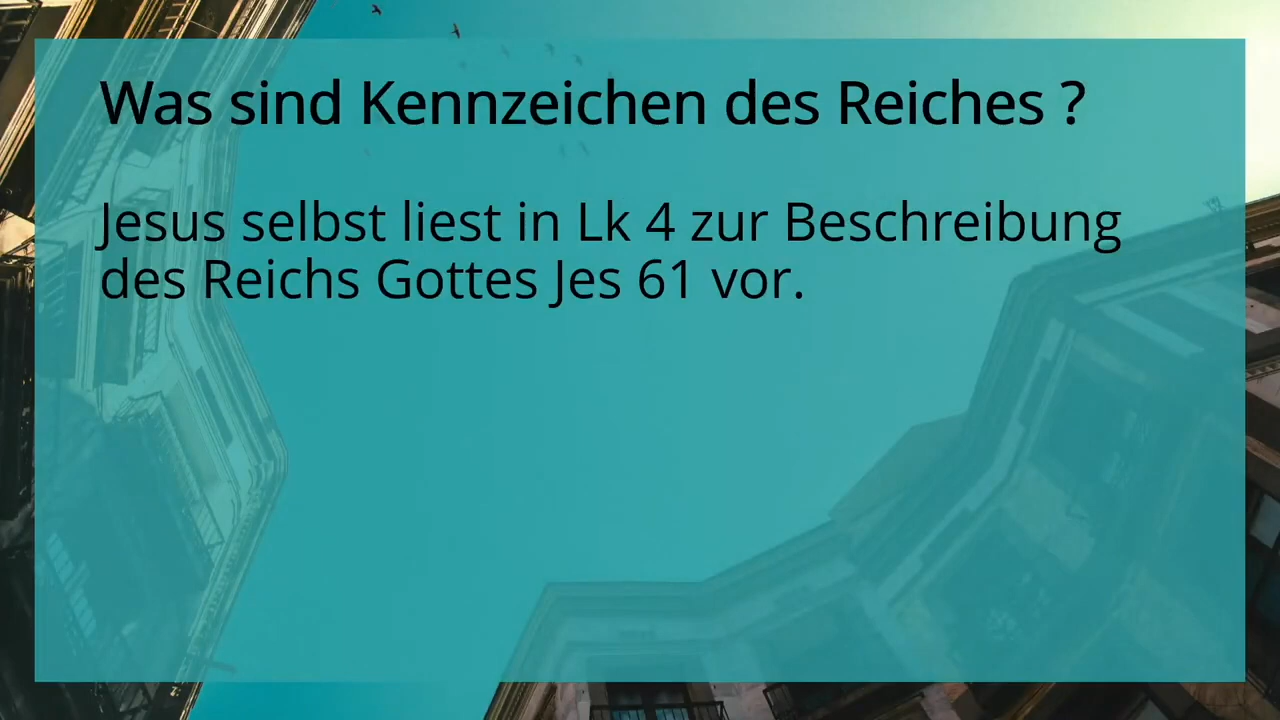 Was sind Kennzeichen des Reiches ?
Jesus selbst liest in Lk 4 zur Beschreibung
des Reichs Gottes Jes 61 vor.